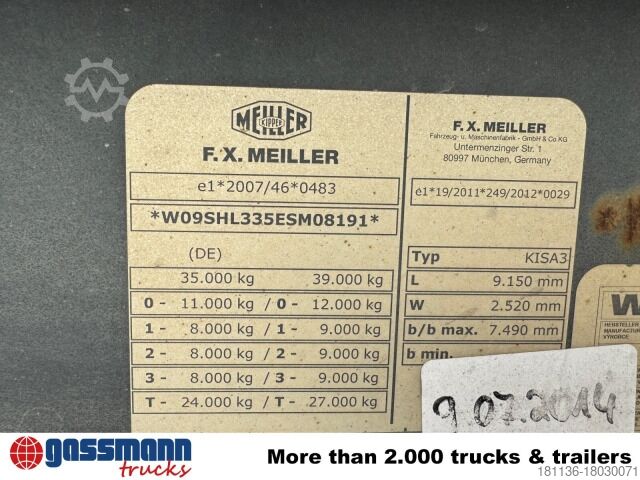 MEILLER
KIPPER
F.X. MEILLER
e1*2007/46*0483
*W09SHL335ESM08191*
(DE)
35.000 kg 39.000 kg
0 - 11.000 kg / 0 - 12.000 kg
1 - 8.000 kg / 1 - 9.000 kg
2 - 8.000 kg / 2 - 9.000 kg
3 - 8.000 kg / 3 - 9.000 kg
T - 24.000 kg / T - 27.000 kg
F.X. MEILLER
Fahrzeug- u. Maschinenfabrik - GmbH & Co KG
Untermenzinger Str. 1
80997 München, Germany
e1*19/2011*249/2012*0029
Typ KISA3
L 9.150 mm
W 2.520 mm
b/b max. 7.490 mm
b min.
9.07.2014
HERSTELLER
MANUFACTUR
VYROBCE
gassmann
trucks
More than 2.000 trucks & trailers
181136-18030071